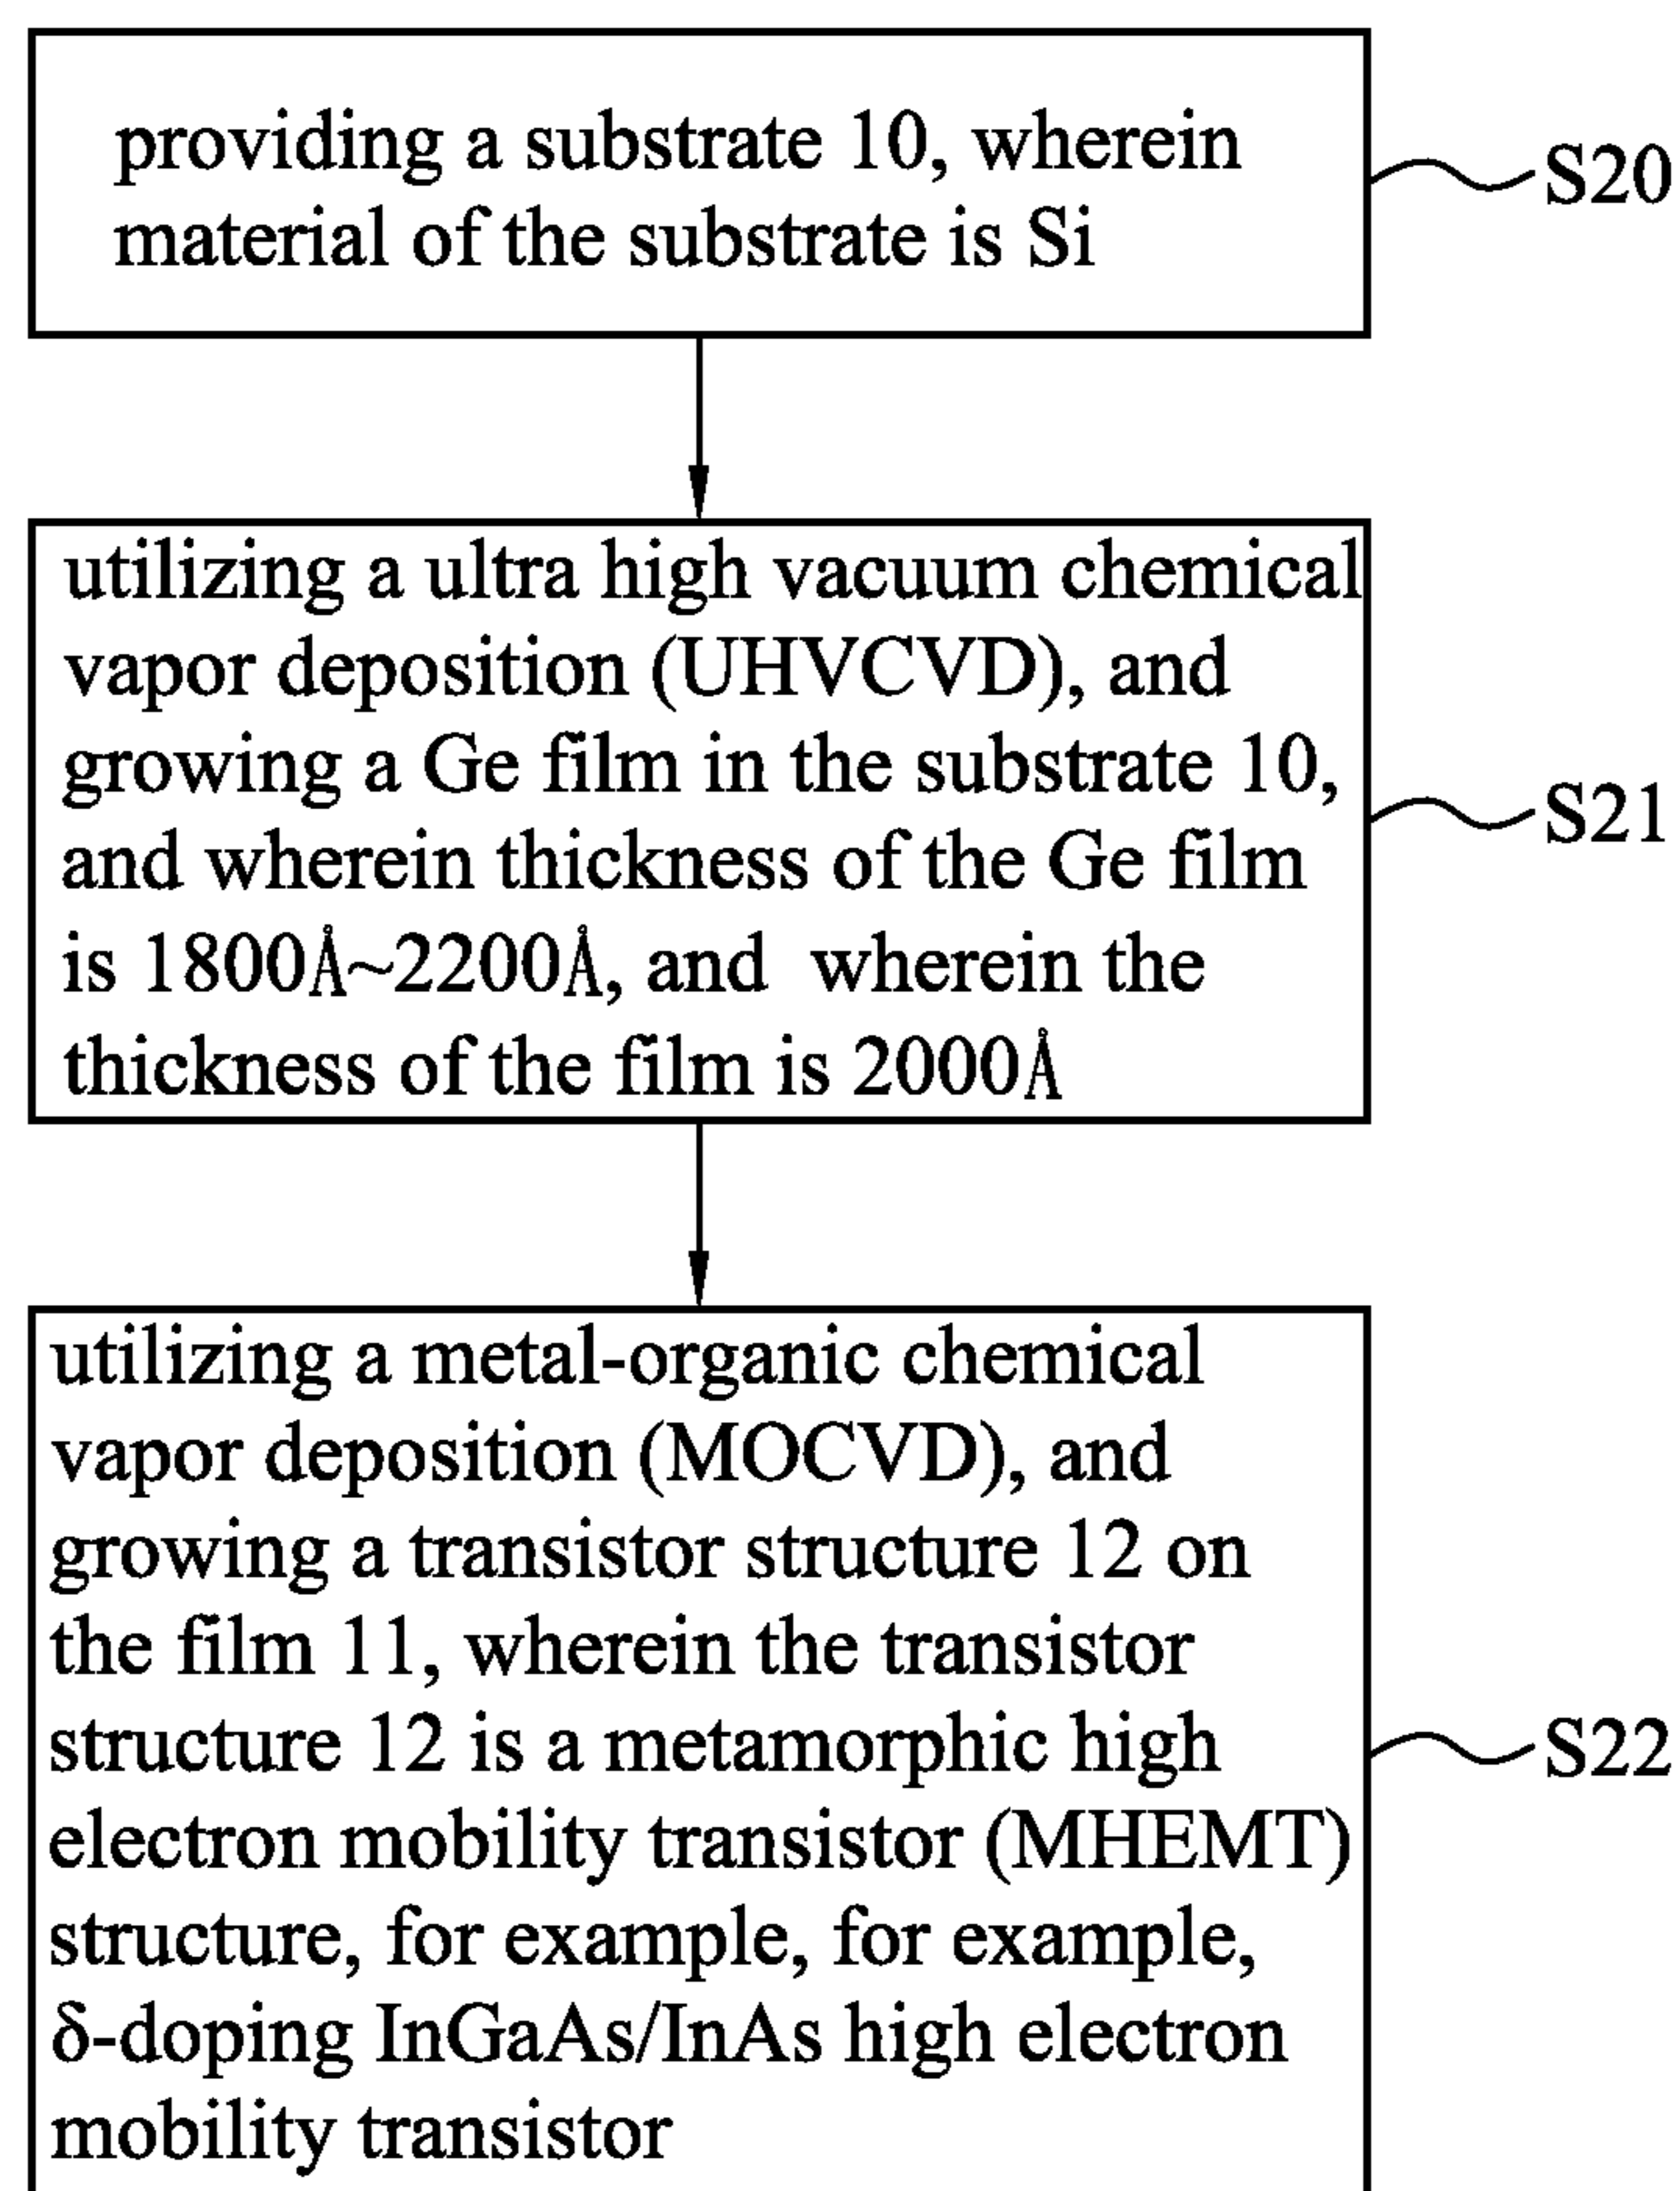 providing a substrate 10, wherein
material of the substrate is Si
S20
utilizing a ultra high vacuum chemical
vapor deposition (UHVCVD), and
growing a Ge film in the substrate 10,
and wherein thickness of the Ge film
is 1800Å~2200Å, and  wherein the
thickness of the film is 2000Å
S21
utilizing a metal-organic chemical
vapor deposition (MOCVD), and
growing a transistor structure 12 on
the film 11, wherein the transistor
structure 12 is a metamorphic high
electron mobility transistor (MHEMT)
structure, for example, for example,
δ-doping InGaAs/InAs high electron
mobility transistor
S22